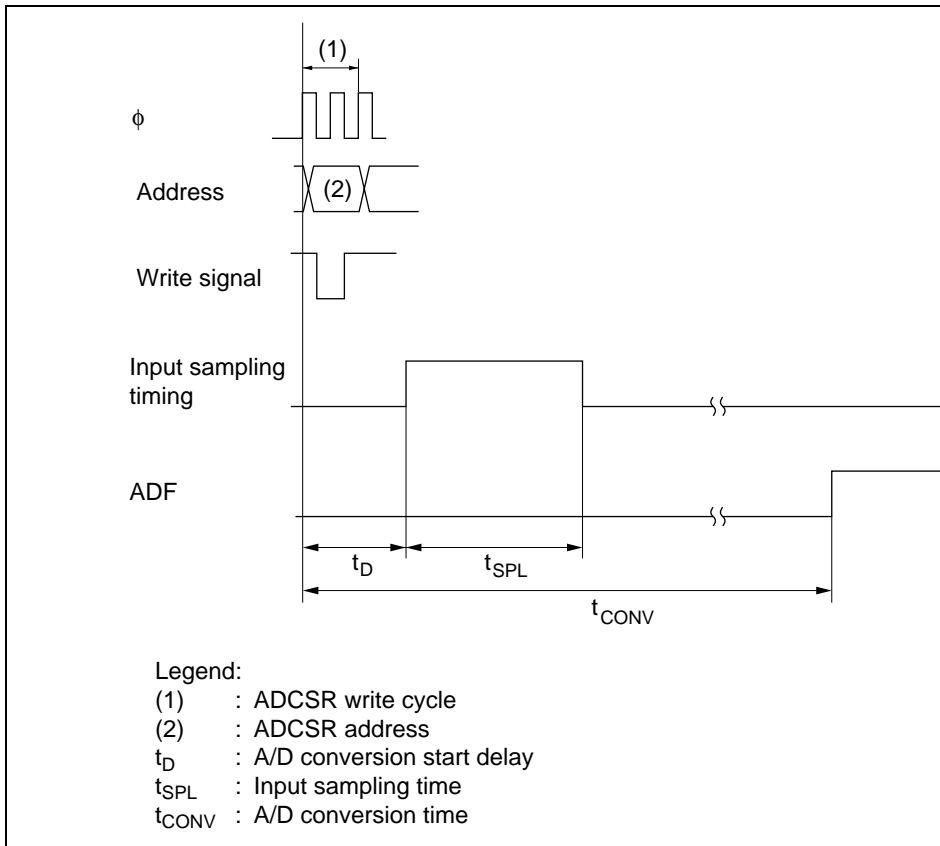 (1)
ϕ
Address
(2)
Write signal
Input sampling
timing
ADF
tD
tSPL
tCONV
Legend:
(1) : ADCSR write cycle
(2) : ADCSR address
tD : A/D conversion start delay
tSPL : Input sampling time
tCONV : A/D conversion time